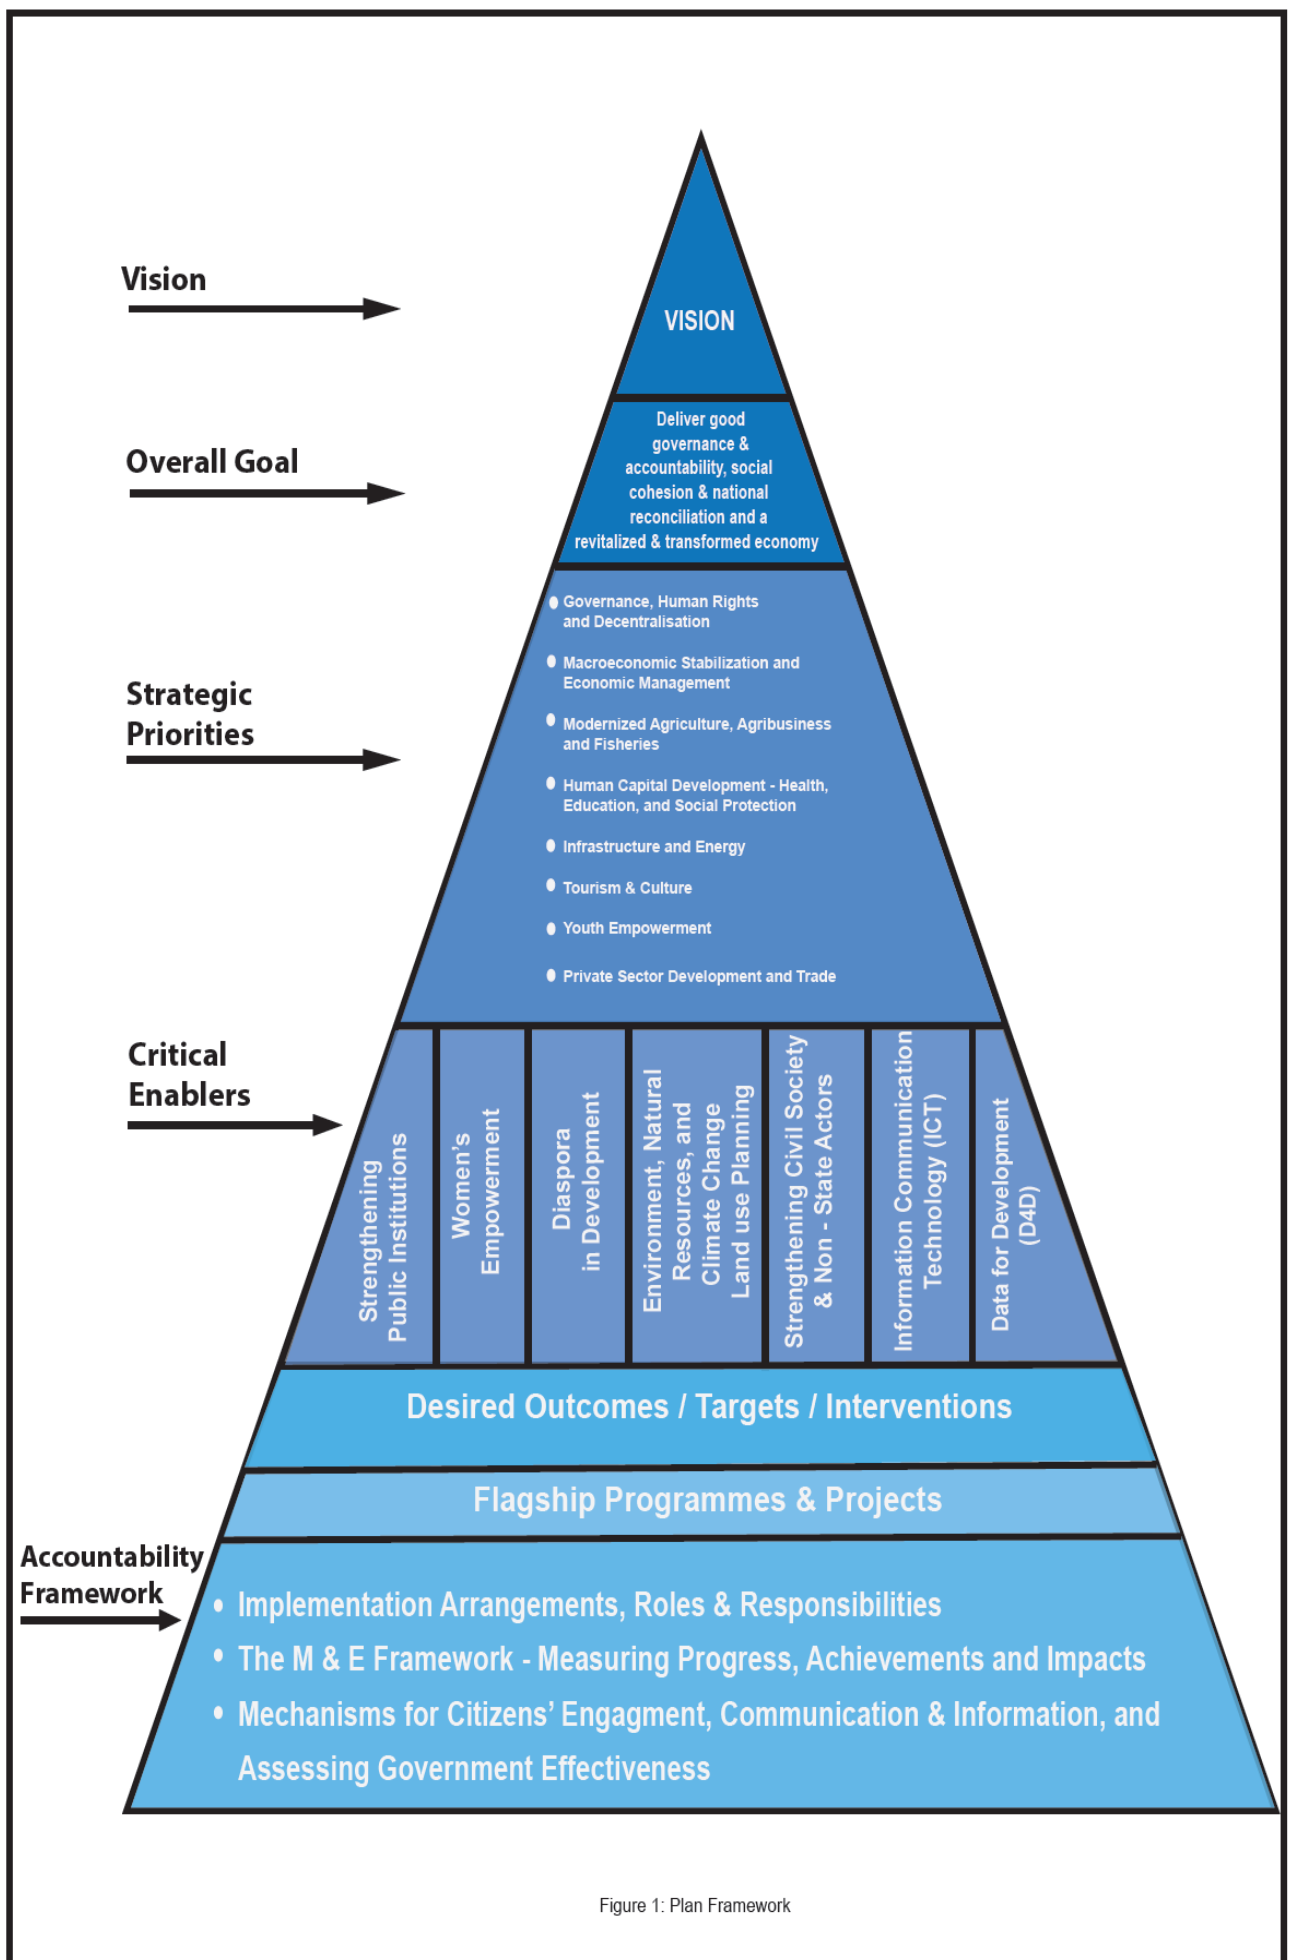 Vision
VISION
Overall Goal
Deliver good
governance &
accountability, social
cohesion & national
reconciliation and a
revitalized & transformed economy
Strategic
Priorities
● Governance, Human Rights
and Decentralisation
● Macroeconomic Stabilization and
Economic Management
● Modernized Agriculture, Agribusiness
and Fisheries
● Human Capital Development - Health,
Education, and Social Protection
● Infrastructure and Energy
● Tourism & Culture
● Youth Empowerment
● Private Sector Development and Trade
Critical
Enablers
Strengthening
Public Institutions
Women's
Empowerment
Diaspora
in Development
Environment, Natural
Resources, and
Climate Change
Land use Planning
Strengthening Civil Society
& Non - State Actors
Information Communication
Technology (ICT)
Data for Development
(D4D)
Desired Outcomes / Targets / Interventions
Flagship Programmes & Projects
Accountability
Framework
• Implementation Arrangements, Roles & Responsibilities
• The M & E Framework - Measuring Progress, Achievements and Impacts
• Mechanisms for Citizens' Engagment, Communication & Information, and
Assessing Government Effectiveness
Figure 1: Plan Framework